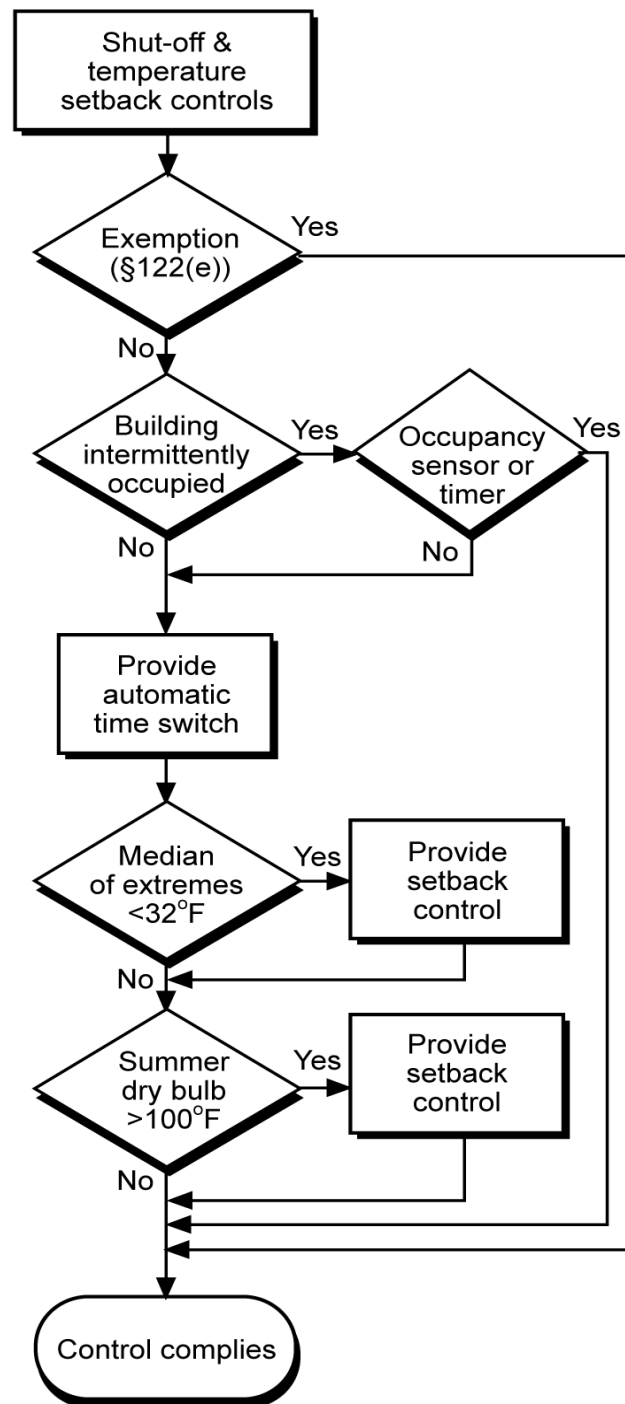 Shut-off &
temperature
setback controls
Exemption
(§122(e))
Yes
No
Building
intermittently
occupied
Yes
Occupancy
sensor or
timer
Yes
No
No
Provide
automatic
time switch
Median
of extremes
<32°F
Yes
Provide
setback
control
No
Summer
dry bulb
>100°F
Yes
Provide
setback
control
No
Control complies